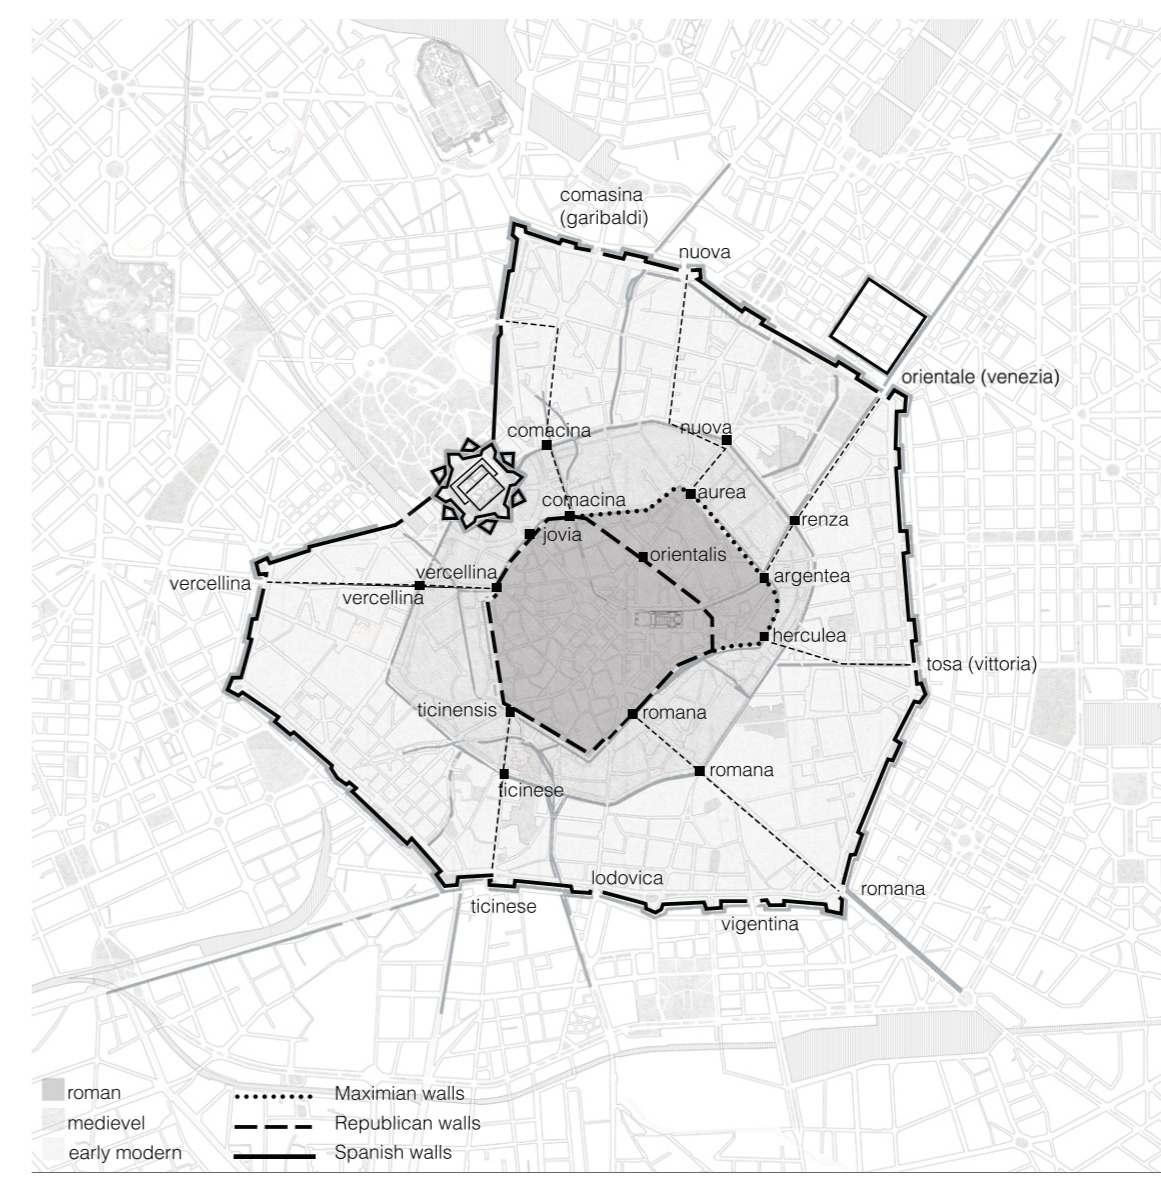 comasina
(garibaldi)
nuova
orientale (venezia)
comacina
nuova
aurea
comacina
renza
jovia
orientalis
vercellina
argentea
vercellina
vercellina
herculea
tosa (vittoria)
ticinensis
romana
romana
ticinese
lodovica
romana
ticinese
vigentina
roman
Maximian walls
medievel
Republican walls
early modern
Spanish walls